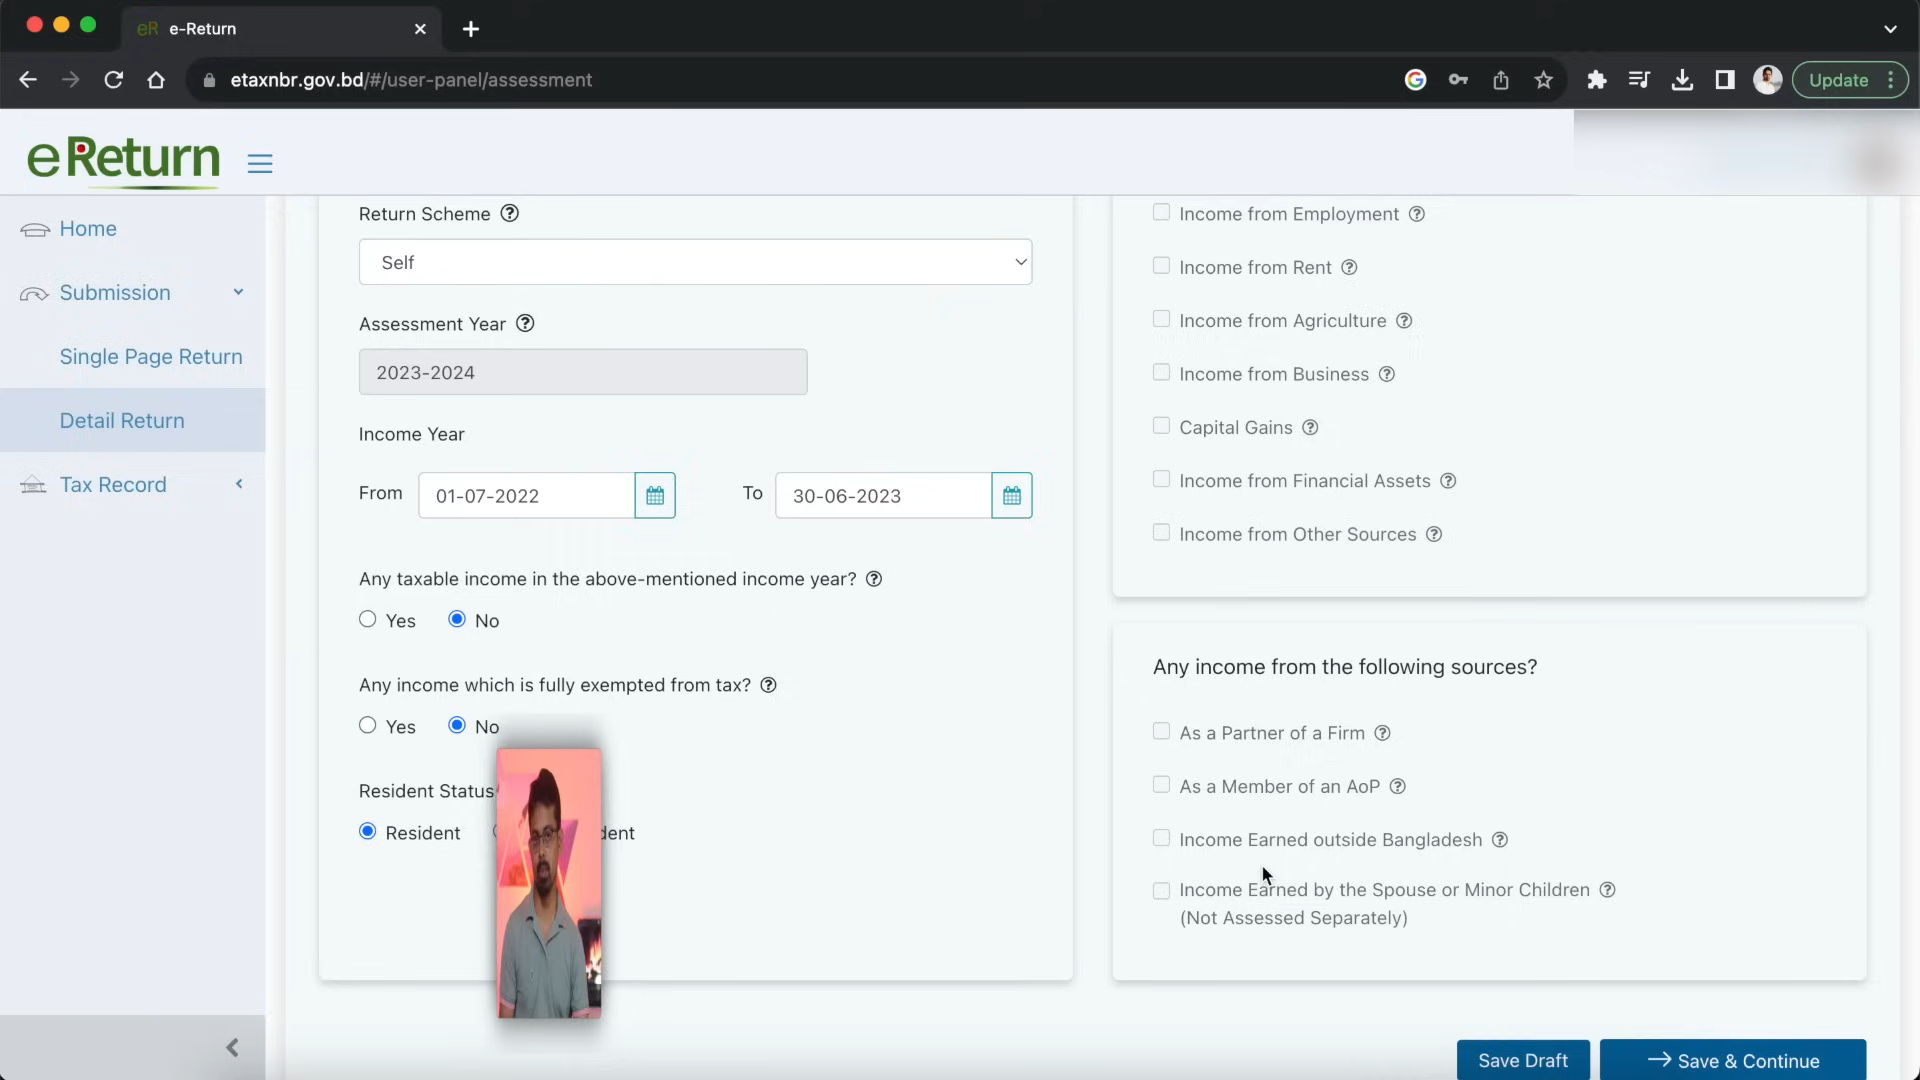 eR e-Return
etaxnbr.gov.bd/#/user-panel/assessment
Update
e Return
Home
Submission
Single Page Return
Detail Return
Tax Record
Return Scheme
Self
Assessment Year
2023-2024
Income Year
From 01-07-2022 To 30-06-2023
Any taxable income in the above-mentioned income year?
Yes No
Any income which is fully exempted from tax?
Yes No
Resident Status
Resident dent
Income from Employment
Income from Rent
Income from Agriculture
Income from Business
Capital Gains
Income from Financial Assets
Income from Other Sources
Any income from the following sources?
As a Partner of a Firm
As a Member of an AoP
Income Earned outside Bangladesh
Income Earned by the Spouse or Minor Children
(Not Assessed Separately)
Save Draft
Save & Continue